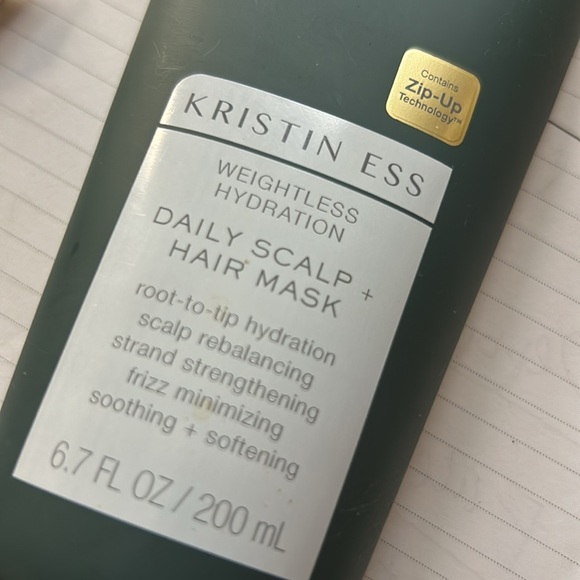 Contains
Zip-Up
Technology™
KRISTIN ESS
WEIGHTLESS
HYDRATION
DAILY SCALP +
HAIR MASK
root-to-tip hydration
scalp rebalancing
strand strengthening
frizz minimizing
soothing + softening
6.7 FL OZ / 200 mL